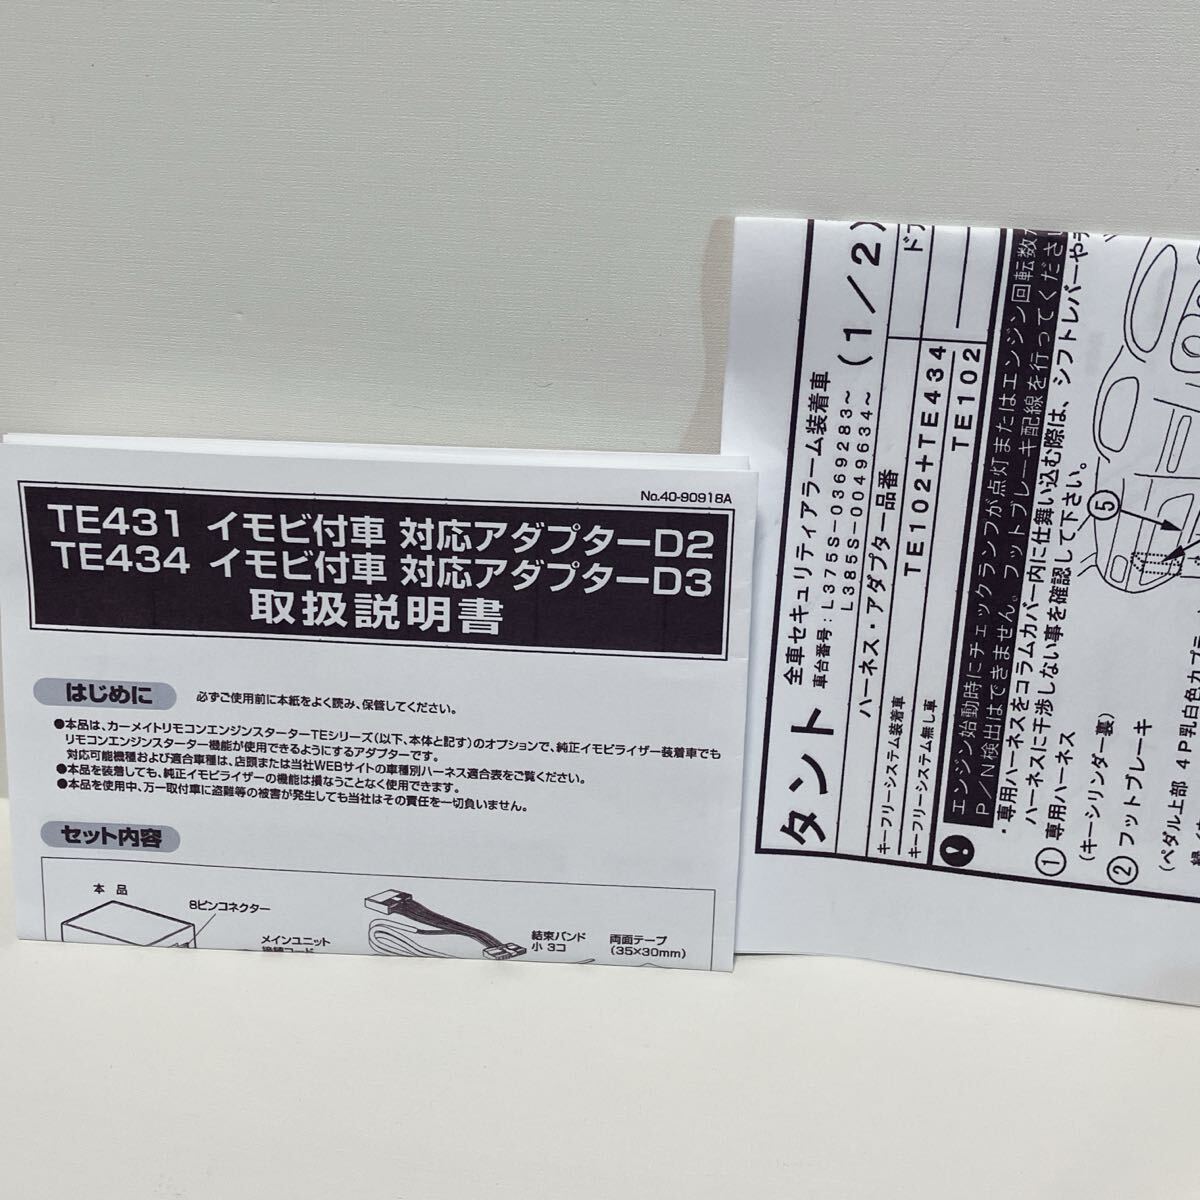 No.40-90918A
TE431 イモビ付車 対応アダプターD2
TE434 イモビ付車 対応アダプターD3
取扱説明書
はじめに
必ずご使用前に本紙をよく読み、保管してください。
●本品は、カーメイトリモコンエンジンスターターTEシリーズ(以下、本体と記す)のオプションで、純正イモビライザー装着車でも
リモコンエンジンスターター機能が使用できるようにするアダプターです。
対応可能機種および適合車種は、店頭または当社WEBサイトの車種別ハーネス適合表をご覧ください。
●本品を装着しても、純正イモビライザーの機能は損なうことなく使用できます。
●本品を使用中、万一取付車に盗難等の被害が発生しても当社はその責任を一切負いません。
セット内容
本 品
8ピンコネクター
メインユニット
接続コード
結束バンド
小 3コ
両面テープ
(35×30mm)
タント
全車セキュリティアラーム装着車
車台番号:L375S-0369283~
L385S-0049634~
(1/2)
ハーネス・アダプター品番
ド
キーフリーシステム装着車
TE102+TE434
キーフリーシステム無し車
TE102
エンジン始動時にチェックランプが点灯またはエンジン回転数
P/N検出はできません。フットブレーキ配線を行ってくださ
・専用ハーネスをコラムカバー内に仕舞い込む際は、シフトレバーや
ハーネスに干渉しない事を確認して下さい。
① 専用ハーネス
(キーシリンダー裏)
② フットブレーキ
(ペダル上部 4P乳白色カプラ
⑤